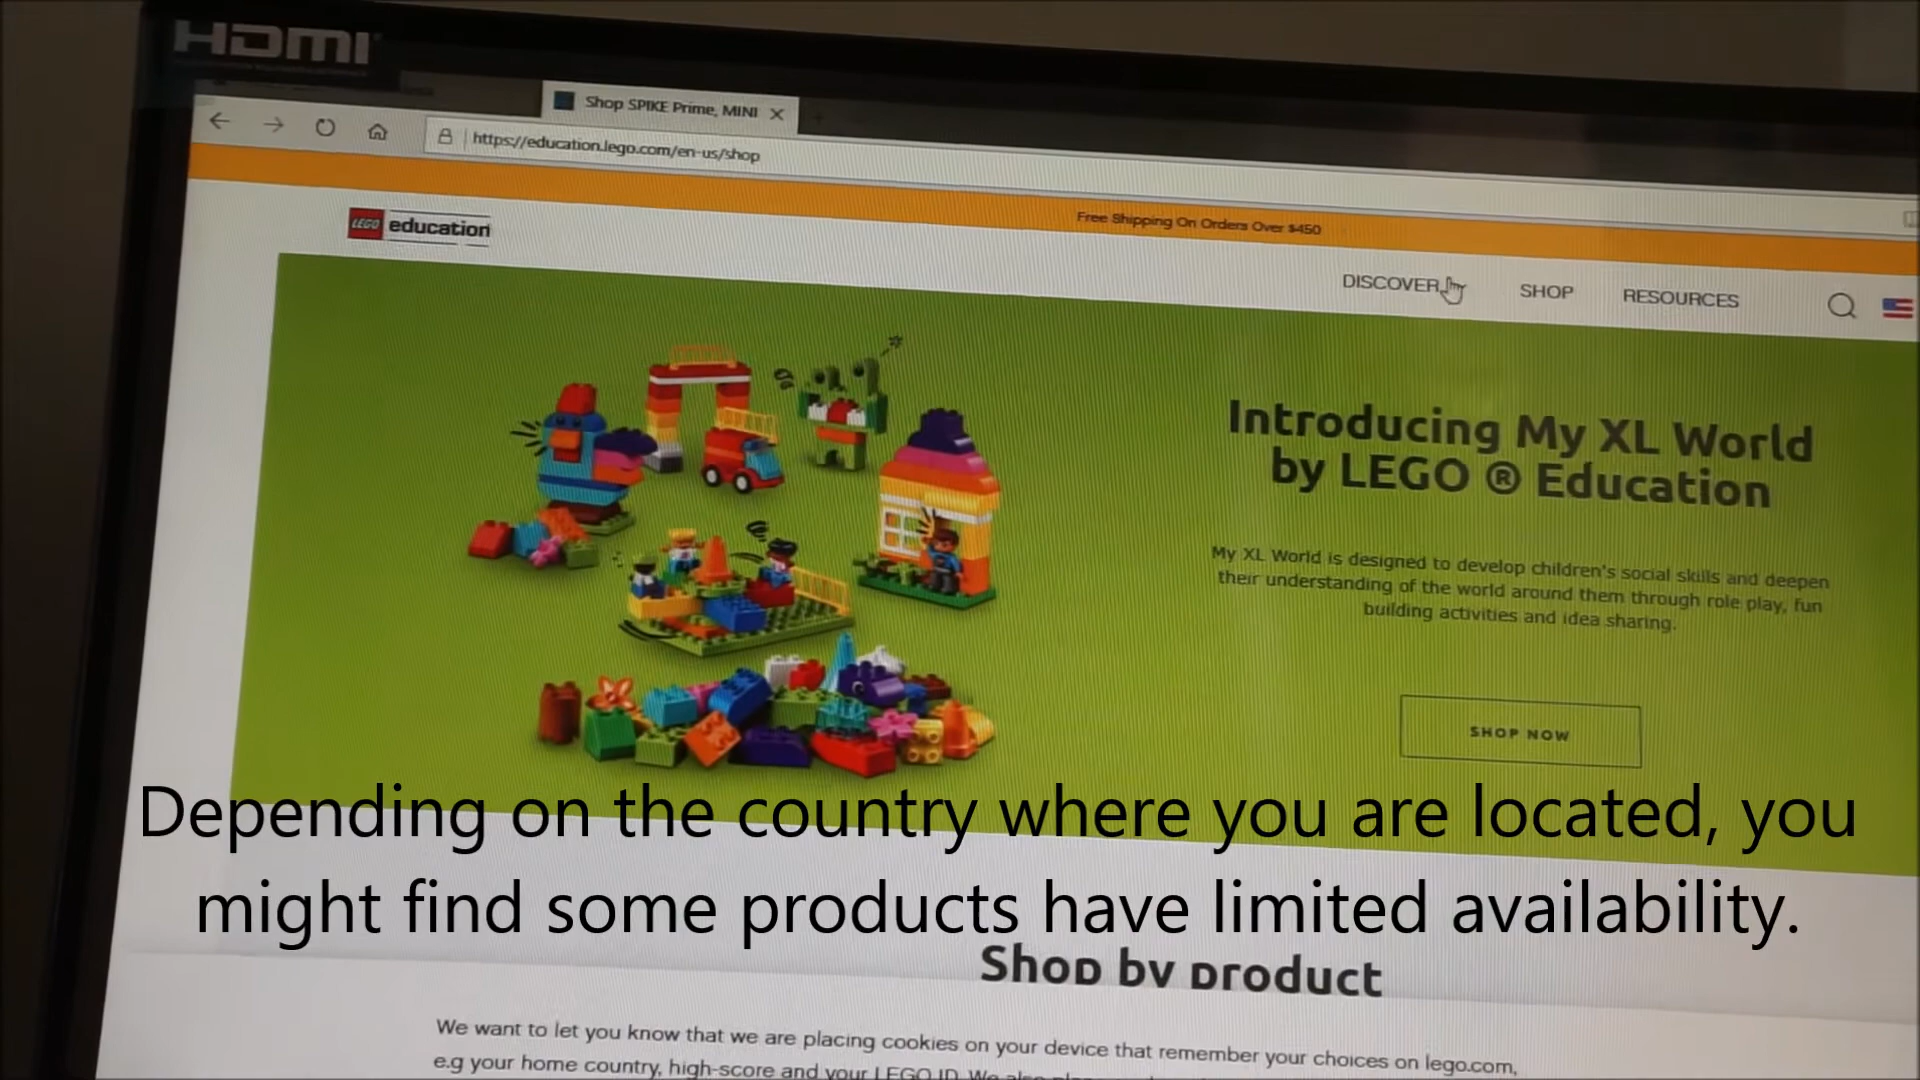 HDMI
Shop SPIKE Prime, MINI
https://education.lego.com/en-us/shop
Free Shipping On Orders Over $450
LEGO education
DISCOVER SHOP RESOURCES
Introducing My XL World
by LEGO ® Education
My XL World is designed to develop children's social skills and deepen
their understanding of the world around them through role play, fun
building activities and idea sharing.
SHOP NOW
Depending on the country where you are located, you
might find some products have limited availability.
Shop by product
We want to let you know that we are placing cookies on your device that remember your choices on lego.com,
e.g your home country, high-score and your LEGO ID. We also